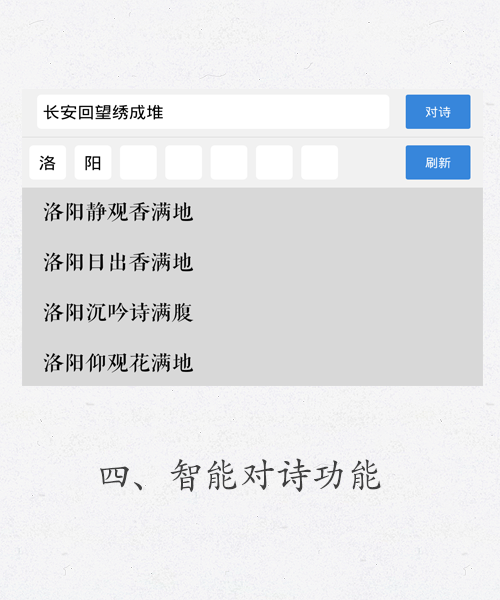 长安回望绣成堆 对诗
洛 阳 刷新
洛阳静观香满地
洛阳日出香满地
洛阳沉吟诗满腹
洛阳仰观花满地
四、智能对诗功能